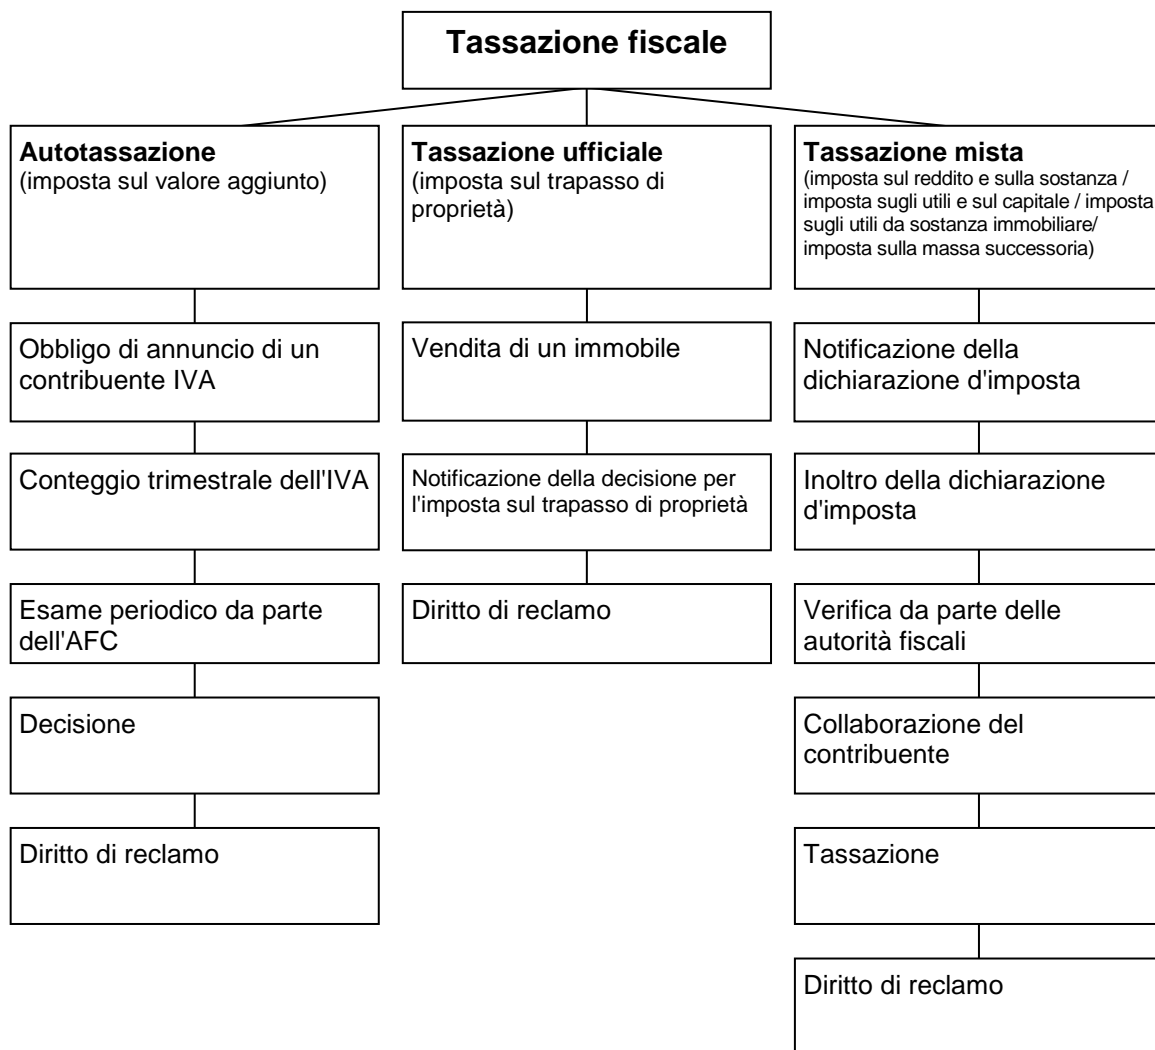 Tassazione fiscale
Autotassazione
(imposta sul valore aggiunto)
Obbligo di annuncio di un
contribuente IVA
Conteggio trimestrale dell'IVA
Esame periodico da parte
dell'AFC
Decisione
Diritto di reclamo
Tassazione ufficiale
(imposta sul trapasso di
proprietà)
Vendita di un immobile
Notificazione della decisione per
l'imposta sul trapasso di proprietà
Diritto di reclamo
Tassazione mista
(imposta sul reddito e sulla sostanza /
imposta sugli utili e sul capitale / imposta
sugli utili da sostanza immobiliare/
imposta sulla massa successoria)
Notificazione della
dichiarazione d'imposta
Inoltro della dichiarazione
d'imposta
Verifica da parte delle
autorità fiscali
Collaborazione del
contribuente
Tassazione
Diritto di reclamo